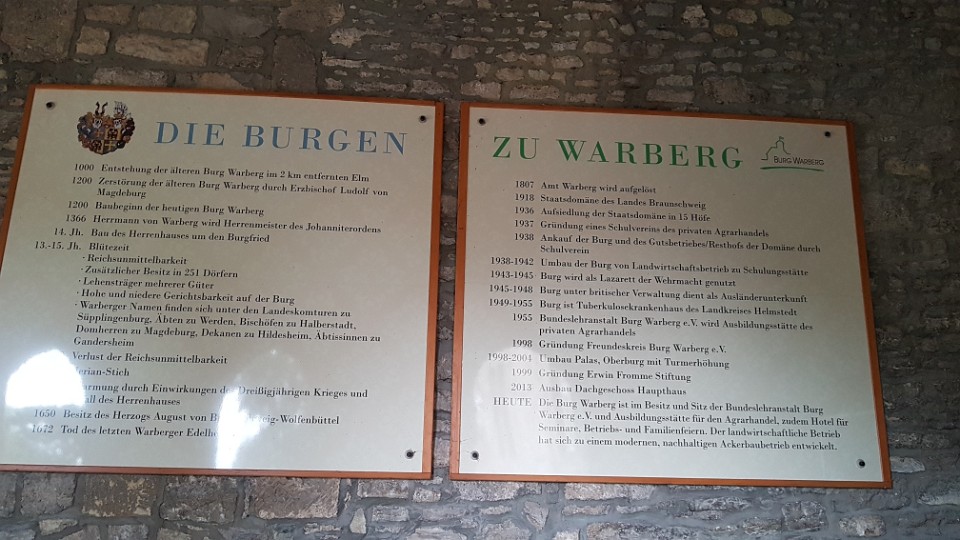 DIE BURGEN
1000 Entstehung der älteren Burg Warberg im 2 km entfernten Elm
1200 Zerstörung der älteren Burg Warberg durch Erzbischof Ludolf von
Magdeburg
1200 Baubeginn der heutigen Burg Warberg
1366 Herrmann von Warberg wird Herrenmeister des Johanniterordens
14. Jh. Bau des Herrenhauses um den Burgfried
13.-15. Jh. Blütezeit
· Reichsunmittelbarkeit
· Zusätzlicher Besitz in 251 Dörfern
· Lehensträger mehrerer Güter
· Hohe und niedere Gerichtsbarkeit auf der Burg
· Warberger Namen finden sich unter den Landeskomturen zu
Süpplingenburg, Äbten zu Werden, Bischöfen zu Halberstadt,
Domherren zu Magdeburg, Dekanen zu Hildesheim, Äbtissinnen zu
Gandersheim
Verlust der Reichsunmittelbarkeit
durch Einwirkungen des Dreißigjährigen Krieges und
des Herrenhauses
1650 Besitz des Herzogs August von
1672 Tod des letzten Warberger
ZU WARBERG
BURG WARBERG
1807 Amt Warberg wird aufgelöst
1918 Staatsdomäne des Landes Braunschweig
1936 Aufsiedlung der Staatsdomäne in 15 Höfe
1937 Gründung eines Schulvereins des privaten Agrarhandels
1938 Ankauf der Burg und des Gutsbetriebes/Resthofs der Domäne durch
Schulverein
1938-1942 Umbau der Burg von Landwirtschaftsbetrieb zu Schulungsstätte
1943-1945 Burg wird als Lazarett der Wehrmacht genutzt
1945-1948 Burg unter britischer Verwaltung dient als Ausländerunterkunft
1949-1955 Burg ist Tuberkulosekrankenhaus des Landkreises Helmstedt
1955 Bundeslehranstalt Burg Warberg e.V. wird Ausbildungsstätte des
privaten Agrarhandels
1998 Gründung Freundeskreis Burg Warberg e.V.
1998-2004 Umbau Palas, Oberburg mit Turmerhöhung
1999 Gründung Erwin Fromme Stiftung
2013 Ausbau Dachgeschoss Haupthaus
HEUTE Die Burg Warberg ist im Besitz und Sitz der Bundeslehranstalt Burg
Warberg e.V. und Ausbildungsstätte für den Agrarhandel, zudem Hotel für
Seminare, Betriebs- und Familienfeiern. Der landwirtschaftliche Betrieb
hat sich zu einem modernen, nachhaltigen Ackerbaubetrieb entwickelt.